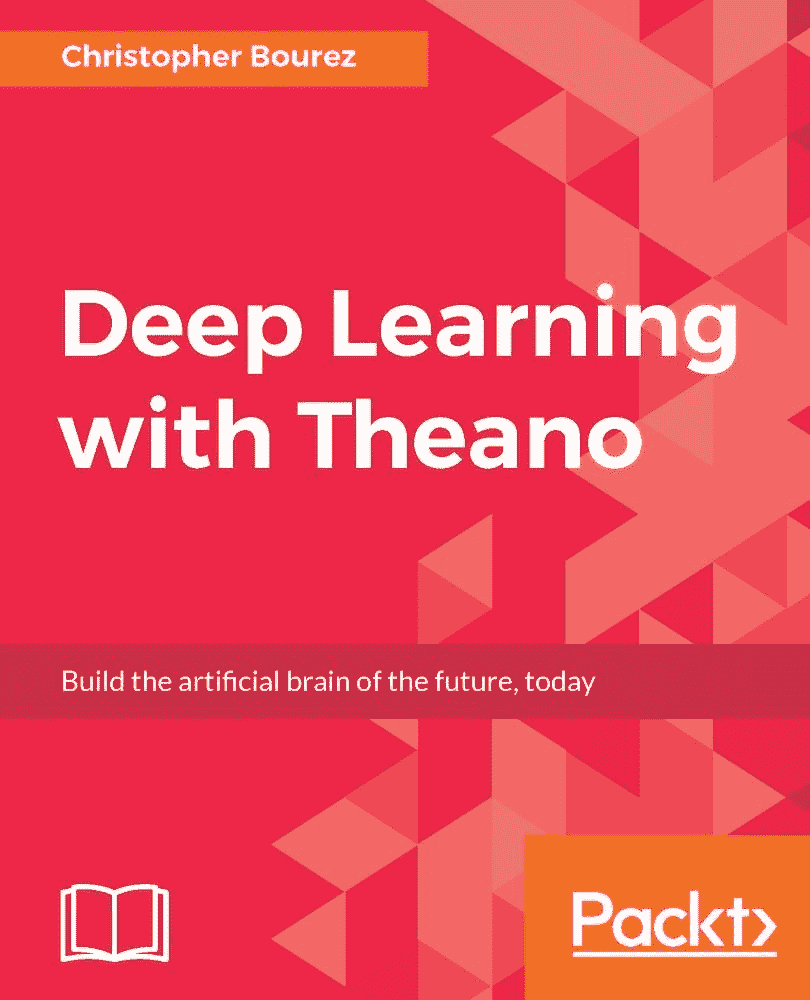 Christopher Bourez
Deep Learning
with Theano
Build the artificial brain of the future, today
Packt>